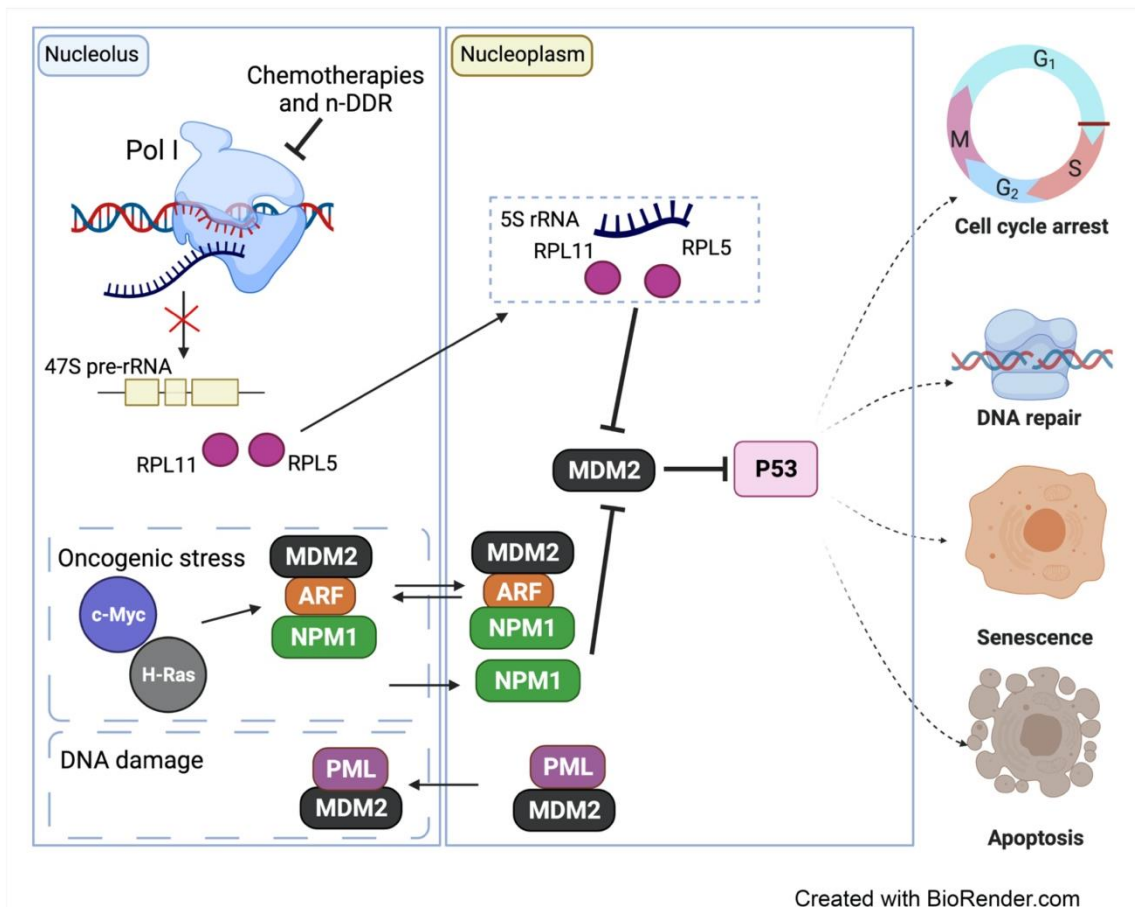 Nucleolus
Chemotherapies
and n-DDR
Pol I
47S pre-rRNA
RPL11
RPL5
Oncogenic stress
c-Myc
H-Ras
MDM2
ARF
NPM1
DNA damage
PML
MDM2
Nucleoplasm
5S rRNA
RPL11
RPL5
MDM2
P53
MDM2
ARF
NPM1
NPM1
PML
MDM2
G₁
M
S
G₂
Cell cycle arrest
DNA repair
Senescence
Apoptosis
Created with BioRender.com